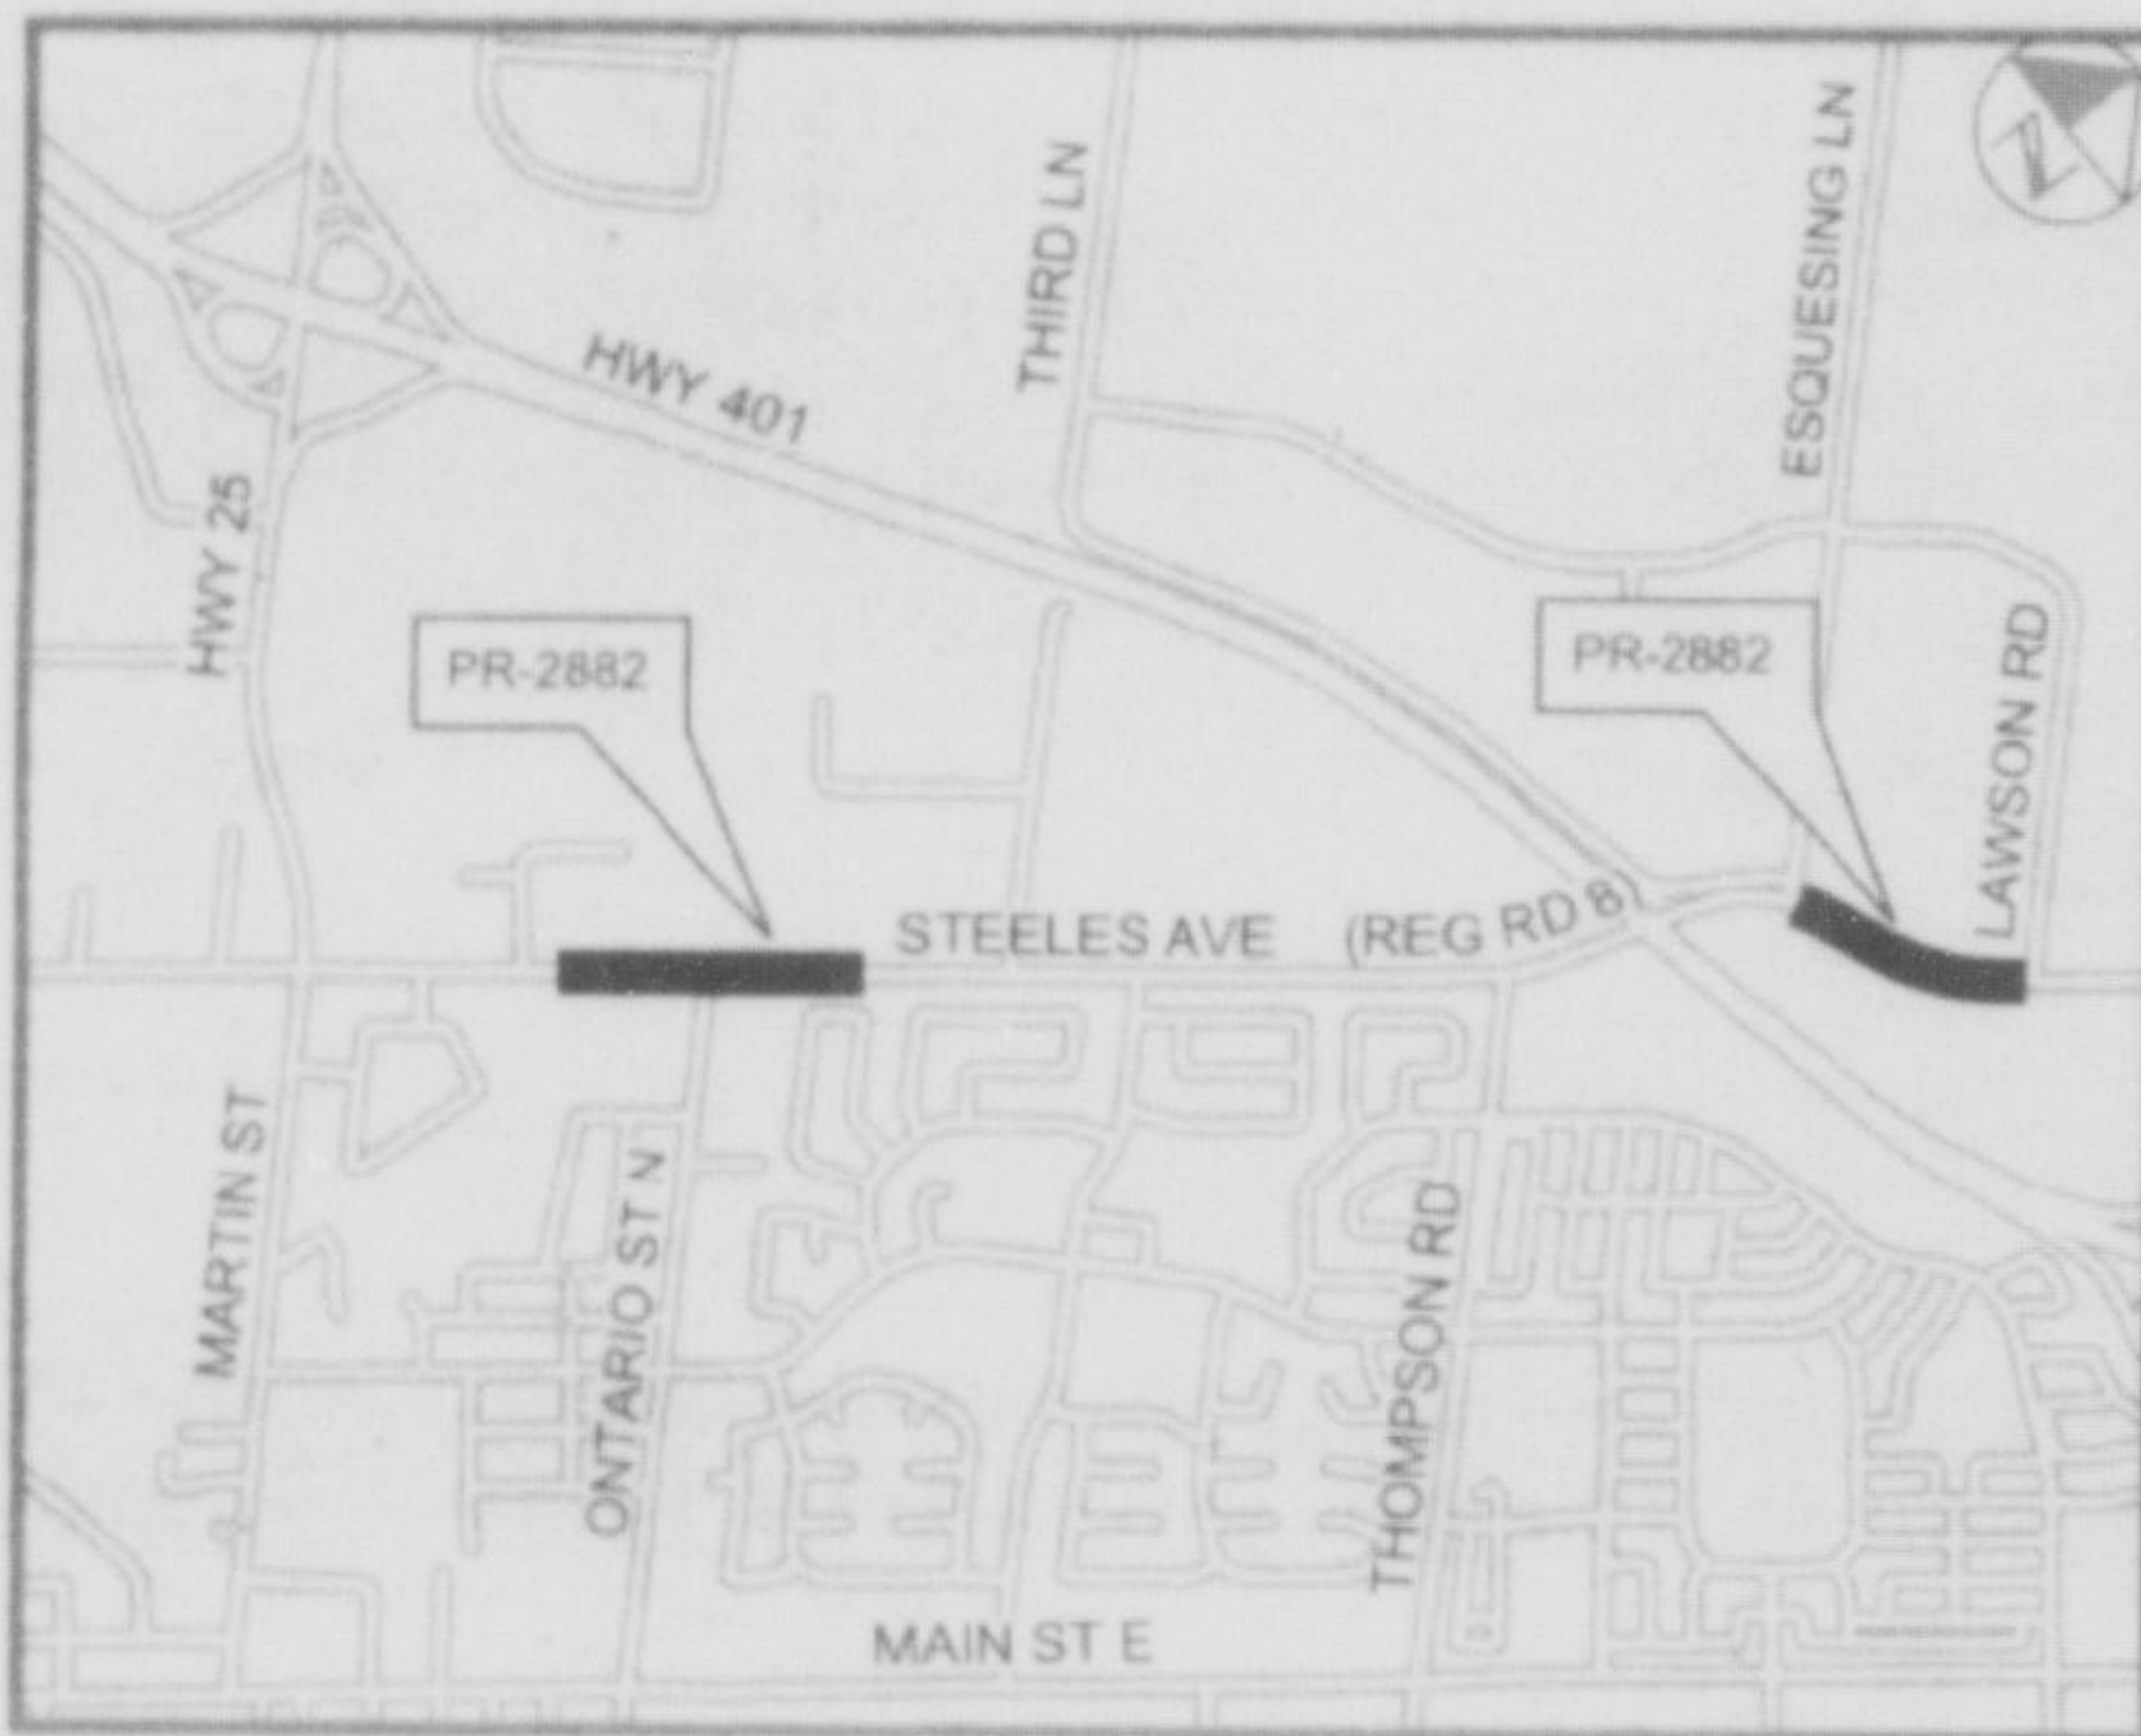 THIRD LN
ESQUESING LN
N
HWY 401
HWY 25
PR-2882
PR-2882
LAWSON RD
STEELES AVE (REG RD 8)
MARTIN ST
ONTARIO ST N
THOMPSON RD
MAIN ST E